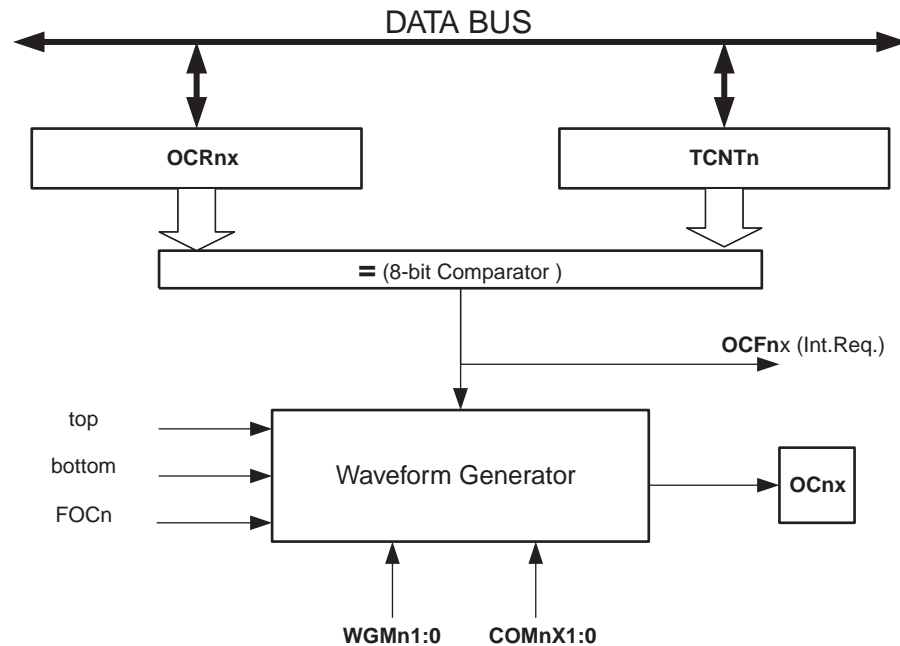 DATA BUS
OCRnx
TCNTn
= (8-bit Comparator )
OCFnx (Int.Req.)
top
bottom
FOCn
Waveform Generator
OCnx
WGMn1:0
COMnX1:0